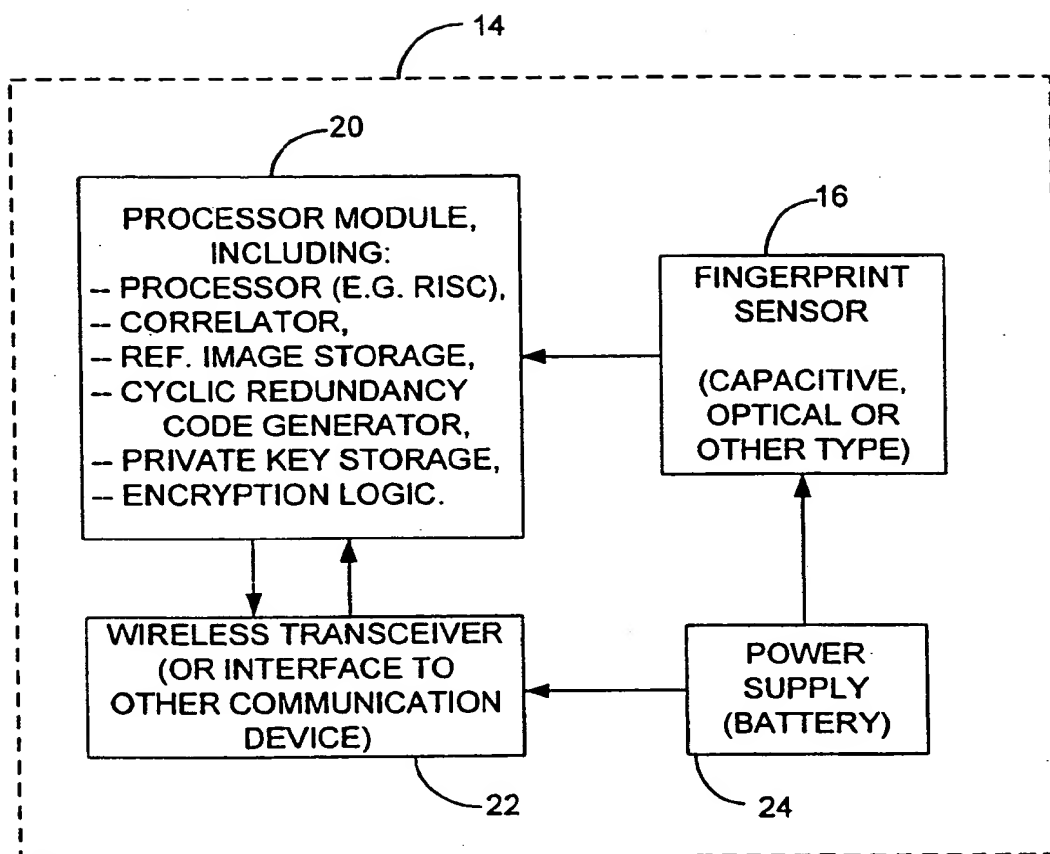 14
20
PROCESSOR MODULE,
INCLUDING:
-- PROCESSOR (E.G. RISC),
-- CORRELATOR,
-- REF. IMAGE STORAGE,
-- CYCLIC REDUNDANCY
CODE GENERATOR,
-- PRIVATE KEY STORAGE,
-- ENCRYPTION LOGIC.
16
FINGERPRINT
SENSOR
(CAPACITIVE,
OPTICAL OR
OTHER TYPE)
WIRELESS TRANSCEIVER
(OR INTERFACE TO
OTHER COMMUNICATION
DEVICE)
22
POWER
SUPPLY
(BATTERY)
24